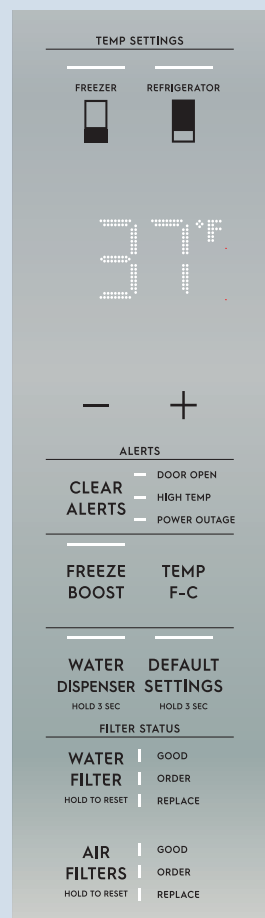 TEMP SETTINGS
FREEZER REFRIGERATOR
37°F
− +
ALERTS
CLEAR ALERTS
DOOR OPEN
HIGH TEMP
POWER OUTAGE
FREEZE BOOST
TEMP F-C
WATER DISPENSER
HOLD 3 SEC
DEFAULT SETTINGS
HOLD 3 SEC
FILTER STATUS
WATER FILTER
HOLD TO RESET
GOOD
ORDER
REPLACE
AIR FILTERS
HOLD TO RESET
GOOD
ORDER
REPLACE